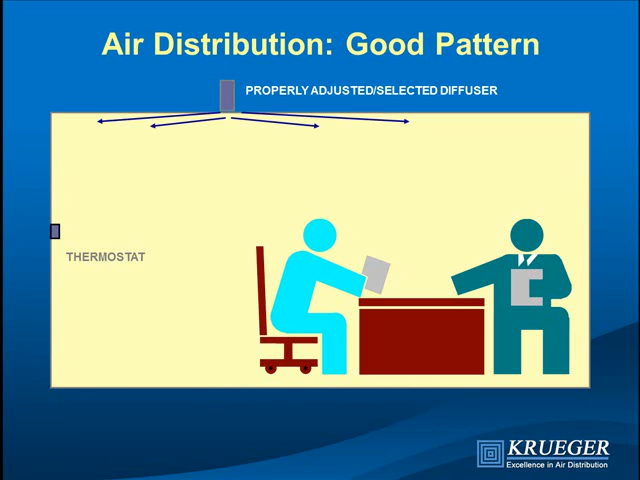 Air Distribution: Good Pattern
PROPERLY ADJUSTED/SELECTED DIFFUSER
THERMOSTAT
KRUEGER
Excellence in Air Distribution